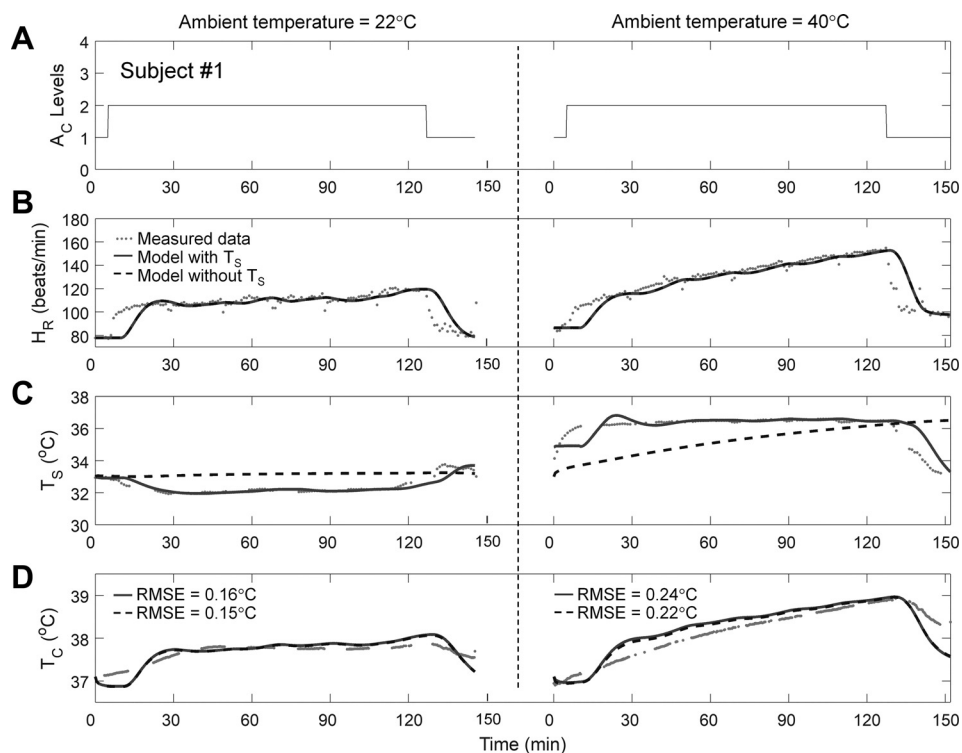 Ambient temperature = 22°C
Ambient temperature = 40°C
A
A_C Levels
4
3
2
1
0
Subject #1
0 30 60 90 120 150
0 30 60 90 120 150
B
H_R (beats/min)
180
160
140
120
100
80
Measured data
Model with T_S
Model without T_S
0 30 60 90 120 150
0 30 60 90 120 150
C
T_S (°C)
38
36
34
32
30
0 30 60 90 120 150
0 30 60 90 120 150
D
T_C (°C)
39
38
37
RMSE = 0.16°C
RMSE = 0.15°C
RMSE = 0.24°C
RMSE = 0.22°C
0 30 60 90 120 150
0 30 60 90 120 150
Time (min)